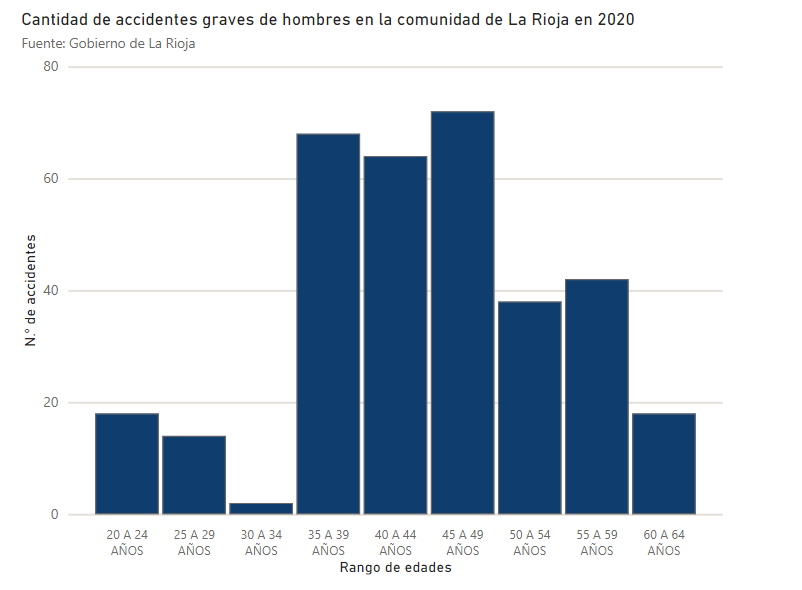 Cantidad de accidentes graves de hombres en la comunidad de La Rioja en 2020
Fuente: Gobierno de La Rioja
80
60
40
20
0
N.° de accidentes
20 A 24 AÑOS
25 A 29 AÑOS
30 A 34 AÑOS
35 A 39 AÑOS
40 A 44 AÑOS
45 A 49 AÑOS
50 A 54 AÑOS
55 A 59 AÑOS
60 A 64 AÑOS
Rango de edades